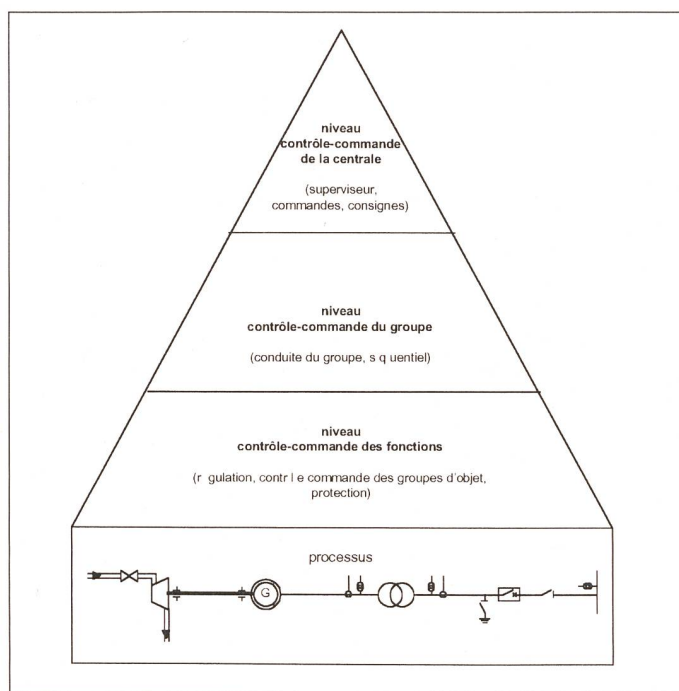 niveau
contrôle-commande
de la centrale
(superviseur,
commandes, consignes)
niveau
contrôle-commande du groupe
(conduite du groupe, s q uentiel)
niveau
contrôle-commande des fonctions
(r gulation, contr l e commande des groupes d'objet,
protection)
processus
G